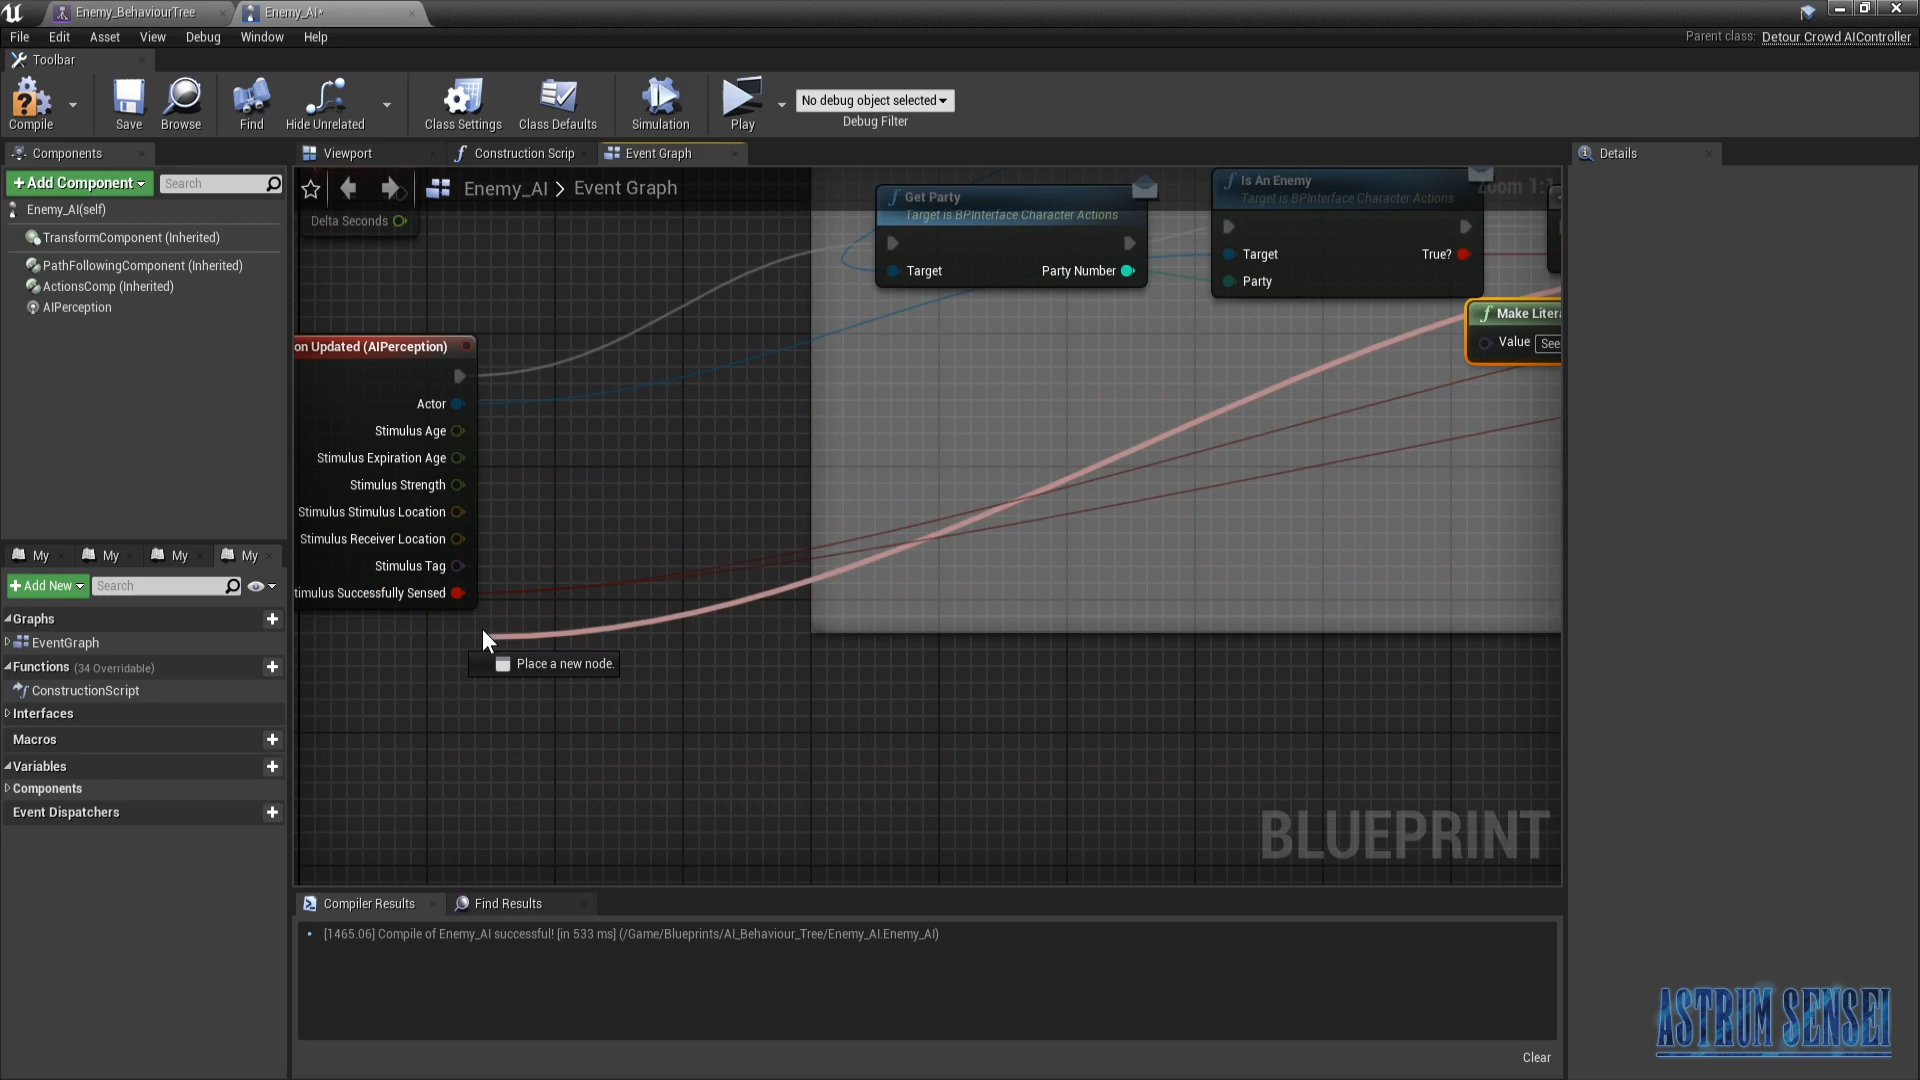 Enemy_BehaviourTree
Enemy_AI*
File Edit Asset View Debug Window Help
Parent class: Detour Crowd AIController
Toolbar
Compile
Save
Browse
Find
Hide Unrelated
Class Settings
Class Defaults
Simulation
Play
No debug object selected
Debug Filter
Components
+Add Component
Search
Enemy_AI(self)
TransformComponent (Inherited)
PathFollowingComponent (Inherited)
ActionsComp (Inherited)
AIPerception
My
My
My
My
+Add New
Search
Graphs
EventGraph
Functions (34 Overridable)
ConstructionScript
Interfaces
Macros
Variables
Components
Event Dispatchers
Viewport
Construction Scrip
Event Graph
Enemy_AI > Event Graph
Zoom 1:1
Delta Seconds
Get Party
Target is BPInterface Character Actions
Target
Party Number
Is An Enemy
Target is BPInterface Character Actions
Target
True?
Party
Make Litera
Value
See
on Updated (AIPerception)
Actor
Stimulus Age
Stimulus Expiration Age
Stimulus Strength
Stimulus Stimulus Location
Stimulus Receiver Location
Stimulus Tag
timulus Successfully Sensed
Place a new node.
BLUEPRINT
Compiler Results
Find Results
[1465.06] Compile of Enemy_AI successful! [in 533 ms] (/Game/Blueprints/AI_Behaviour_Tree/Enemy_AI.Enemy_AI)
Clear
Details
ASTRUM SENSEI